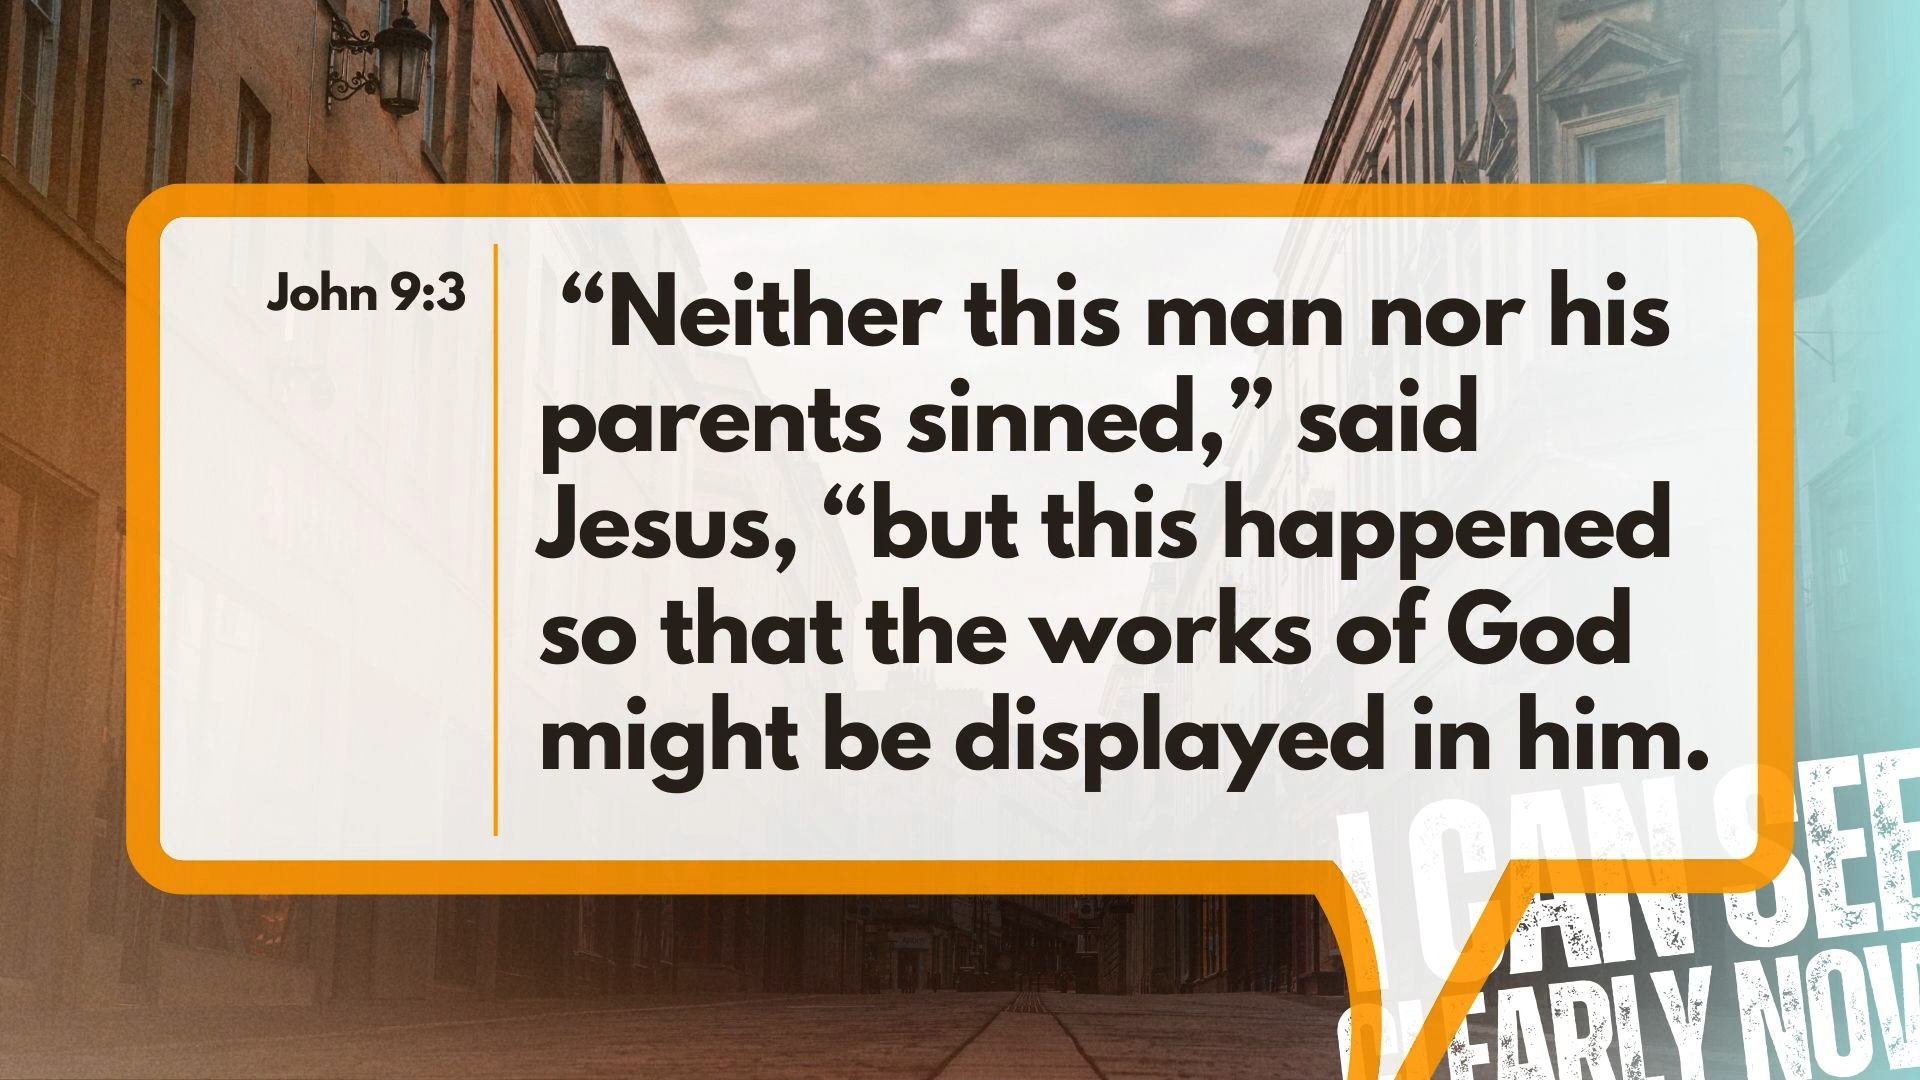 John 9:3
“Neither this man nor his
parents sinned,” said
Jesus, “but this happened
so that the works of God
might be displayed in him.
I CAN SEE
CLEARLY NOW